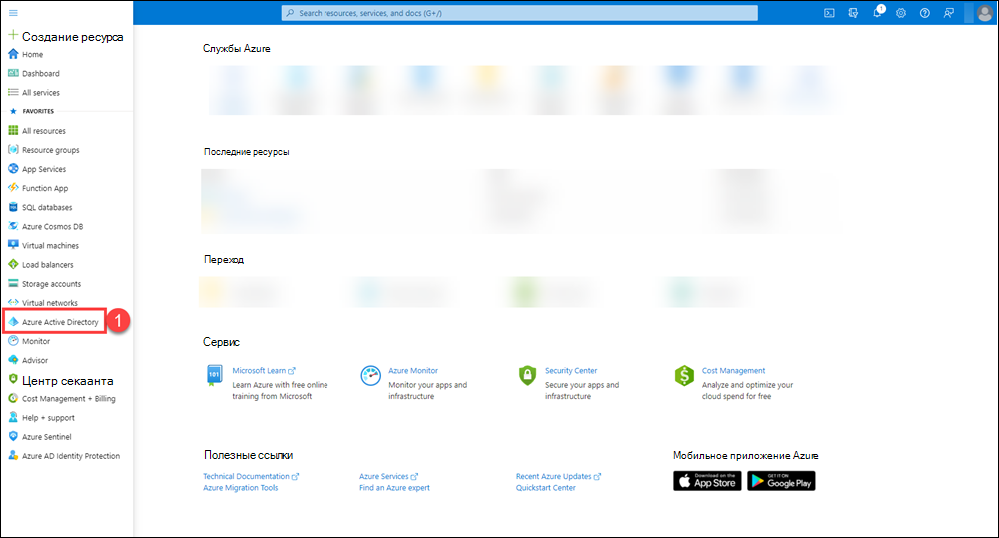 Search resources, services, and docs (G+/)
1
Создание ресурса
Home
Dashboard
All services
FAVORITES
All resources
Resource groups
App Services
Function App
SQL databases
Azure Cosmos DB
Virtual machines
Load balancers
Storage accounts
Virtual networks
Azure Active Directory
1
Monitor
Advisor
Центр секаанта
Cost Management + Billing
Help + support
Azure Sentinel
Azure AD Identity Protection
Службы Azure
Последние ресурсы
Переход
Сервис
101
Microsoft Learn
Learn Azure with free online
training from Microsoft
Azure Monitor
Monitor your apps and
infrastructure
Security Center
Secure your apps and
infrastructure
$
Cost Management
Analyze and optimize your
cloud spend for free
Полезные ссылки
Technical Documentation
Azure Migration Tools
Azure Services
Find an Azure expert
Recent Azure Updates
Quickstart Center
Мобильное приложение Azure
Download on the
App Store
GET IT ON
Google Play